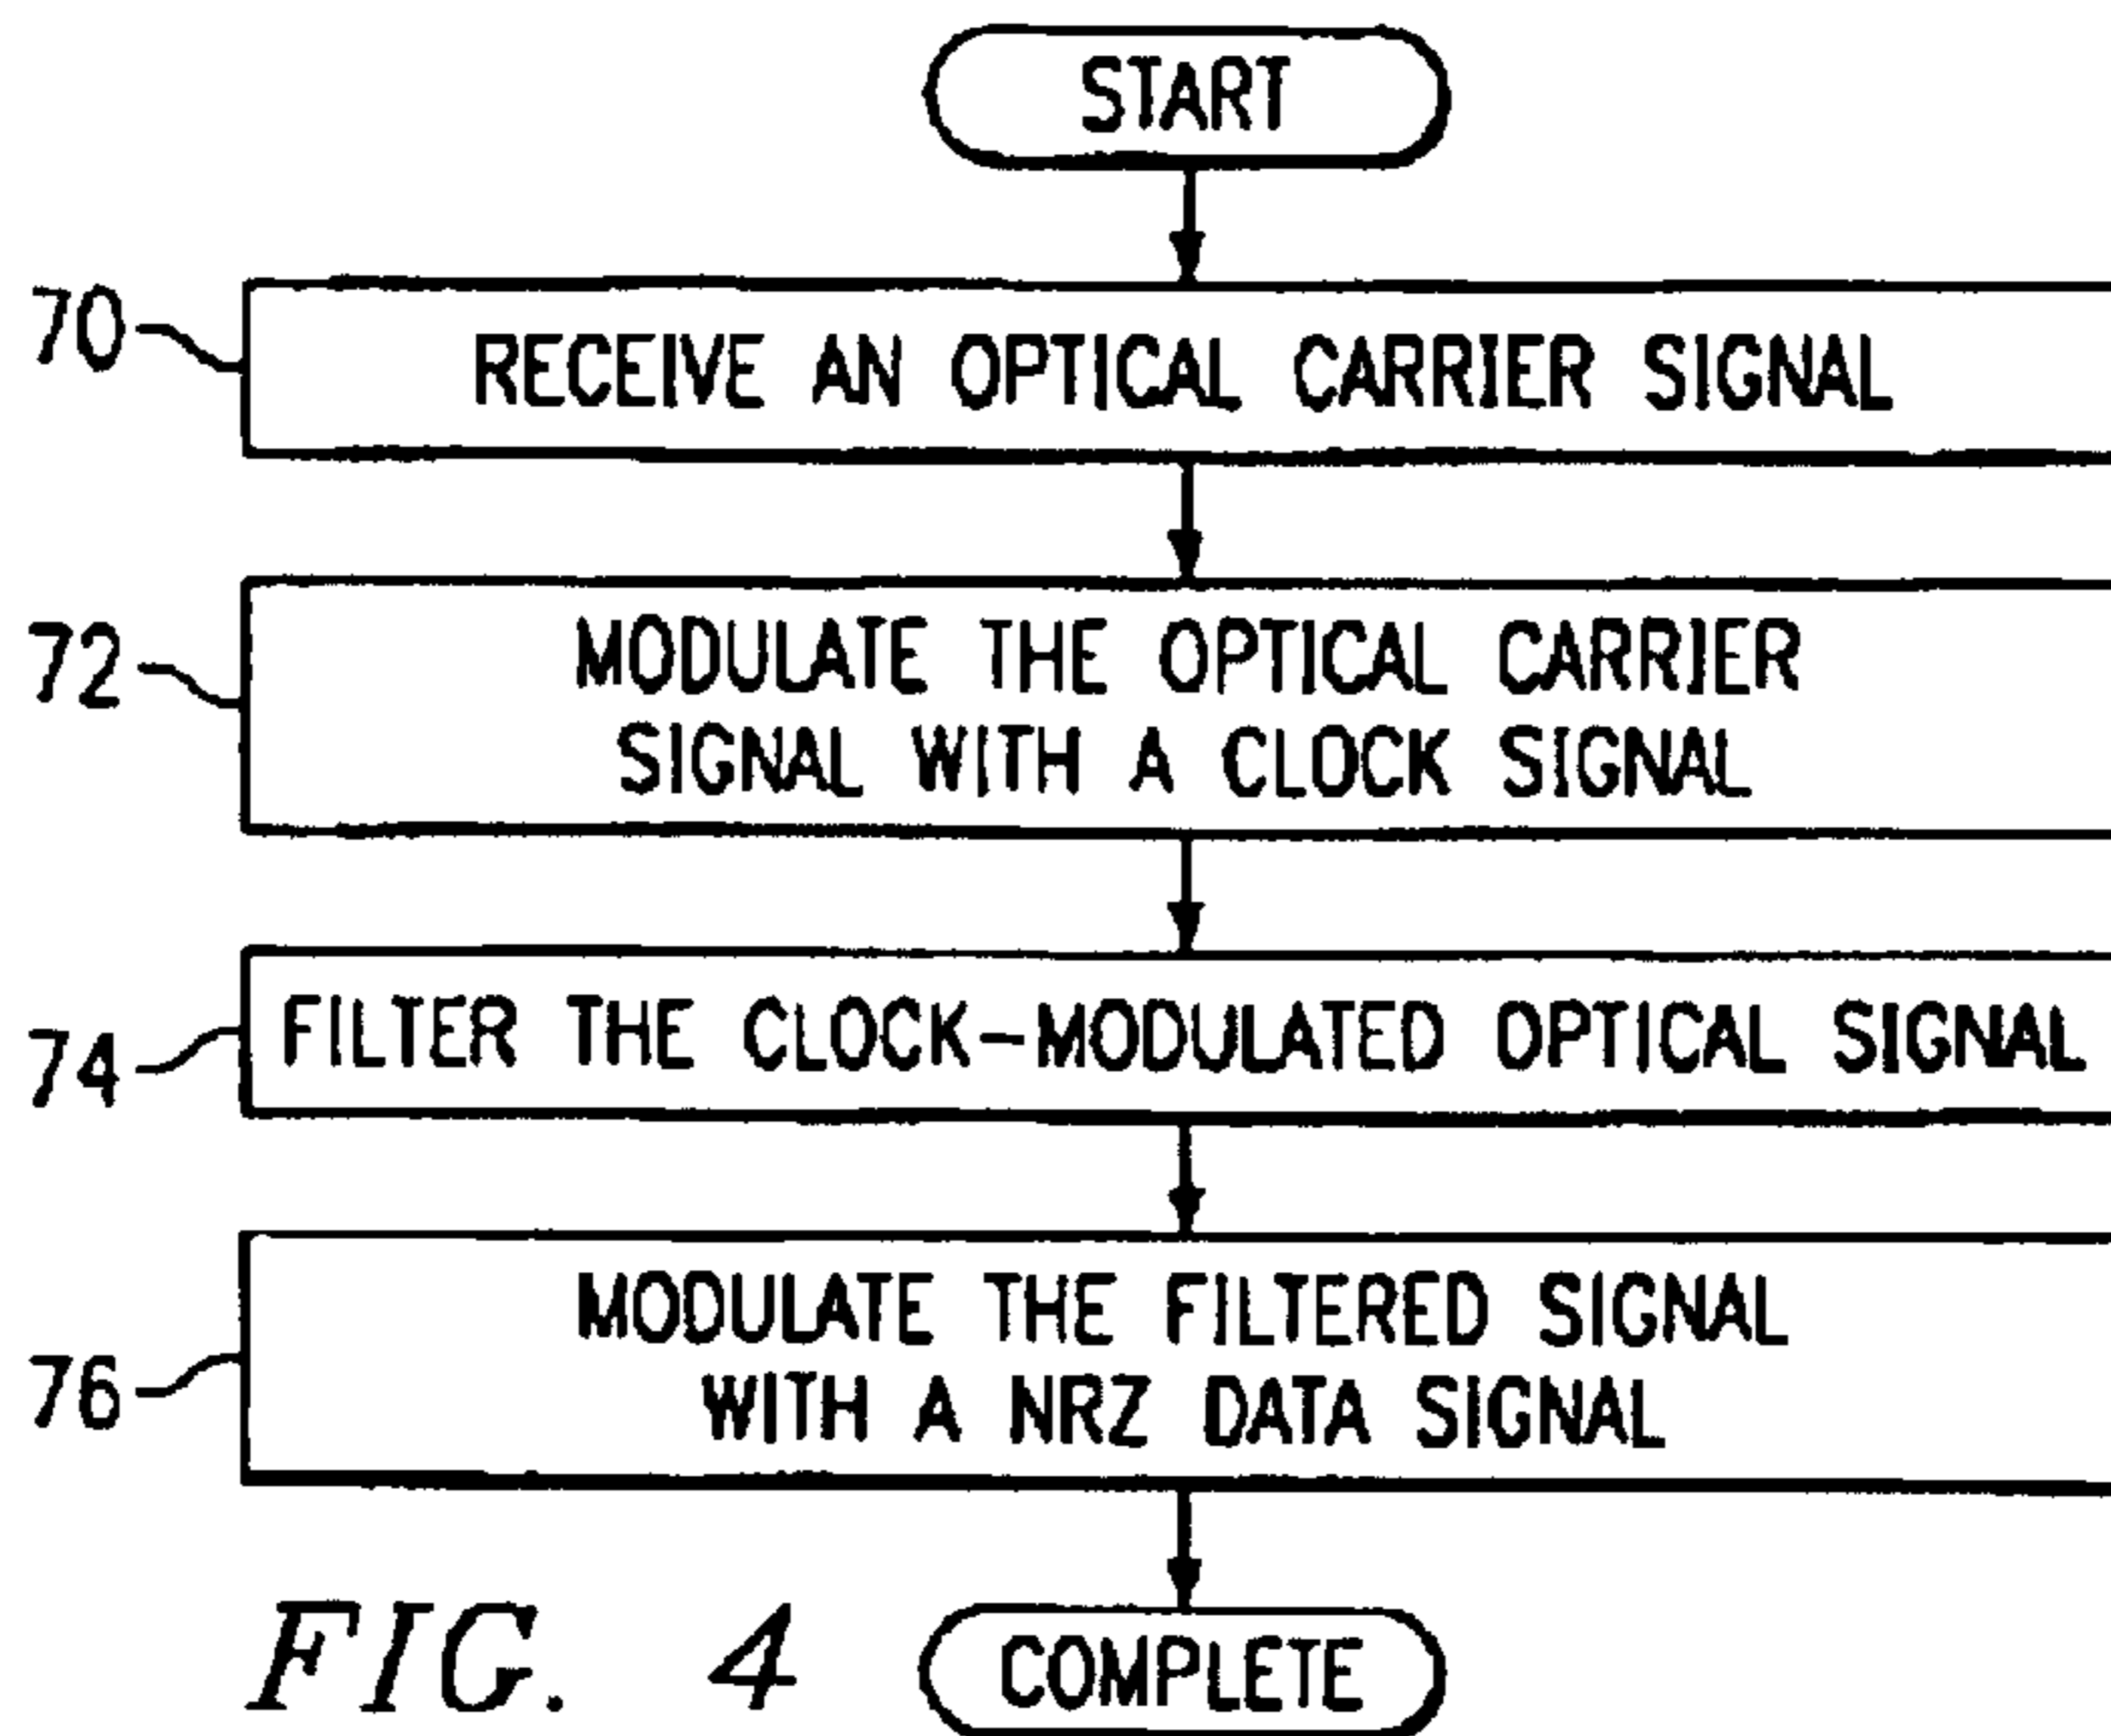 START
70
RECEIVE AN OPTICAL CARRIER SIGNAL
72
MODULATE THE OPTICAL CARRIER
SIGNAL WITH A CLOCK SIGNAL
74
FILTER THE CLOCK-MODULATED OPTICAL SIGNAL
76
MODULATE THE FILTERED SIGNAL
WITH A NRZ DATA SIGNAL
FIG. 4
COMPLETE